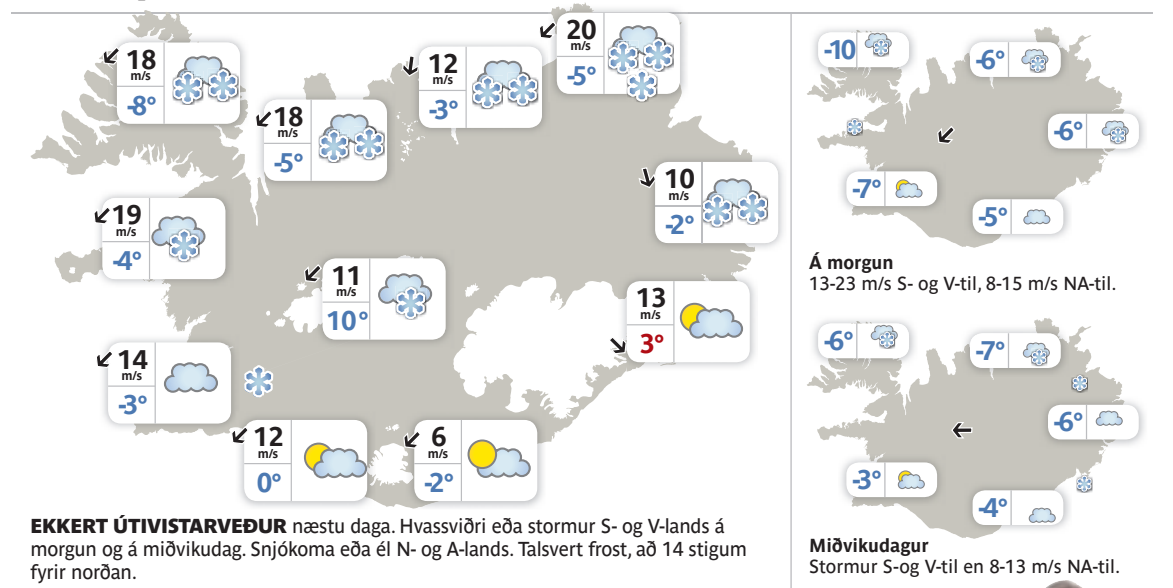 18
m/s
-8°
18
m/s
-5°
12
m/s
-3°
20
m/s
-5°
10
m/s
-2°
19
m/s
-4°
11
m/s
10°
13
m/s
3°
14
m/s
-3°
12
m/s
0°
6
m/s
-2°
EKKERT ÚTIVISTARVEÐUR næstu daga. Hvassviðri eða stormur S- og V-lands á
morgun og á miðvikudag. Snjókoma eða él N- og A-lands. Talsvert frost, að 14 stigum
fyrir norðan.
-10
-6°
-6°
-7°
-5°
Á morgun
13-23 m/s S- og V-til, 8-15 m/s NA-til.
-6°
-7°
-6°
-3°
-4°
Miðvikudagur
Stormur S-og V-til en 8-13 m/s NA-til.